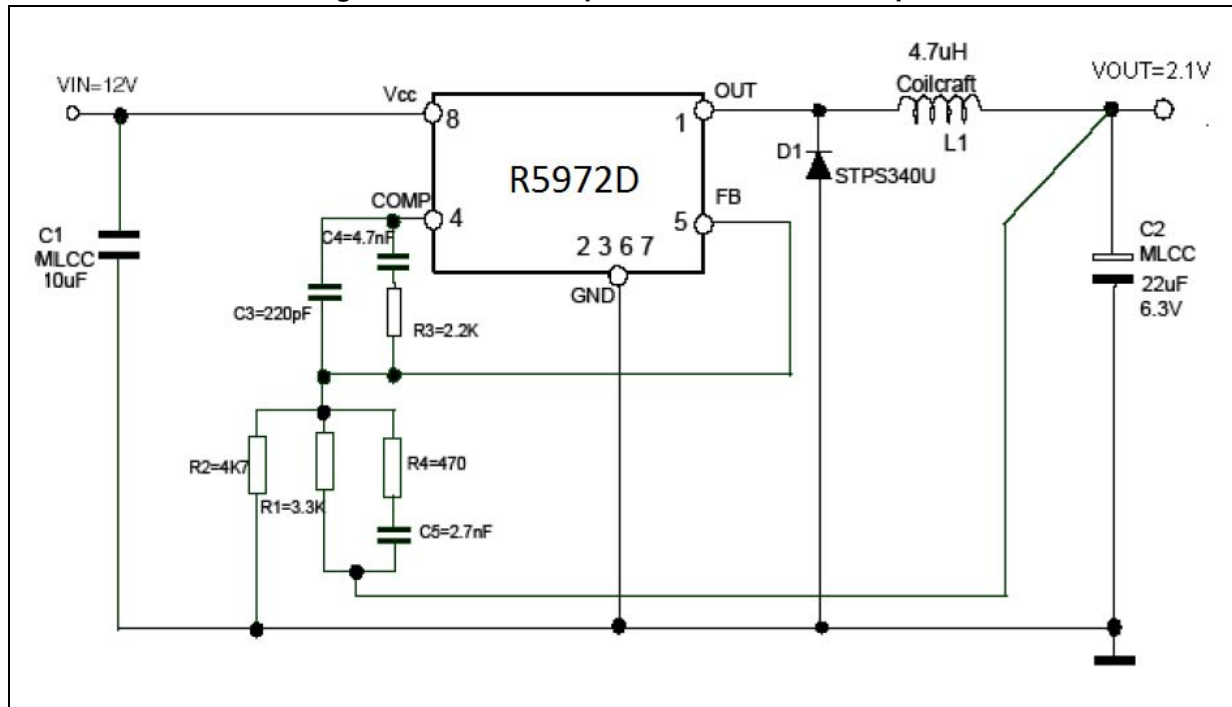 VIN=12V
Vcc
8
OUT
1
4.7uH
Coilcraft
L1
VOUT=2.1V
R5972D
D1
STPS340U
COMP
4
FB
5
2 3 6 7
GND
C1
MLCC
10uF
C4=4.7nF
C3=220pF
R3=2.2K
C2
MLCC
22uF
6.3V
R2=4K7
R1=3.3K
R4=470
C5=2.7nF